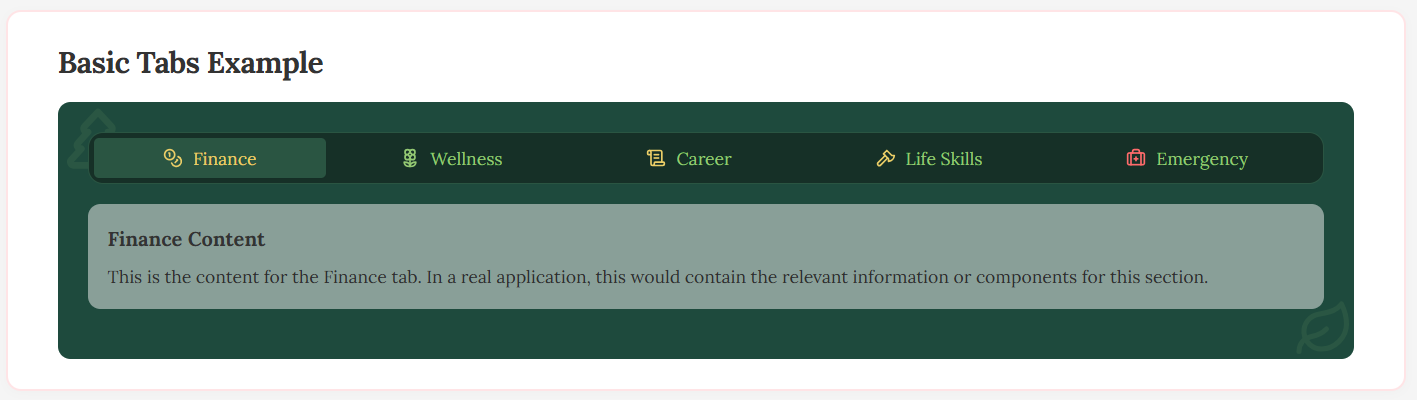 Basic Tabs Example
Finance Wellness Career Life Skills Emergency
Finance Content
This is the content for the Finance tab. In a real application, this would contain the relevant information or components for this section.